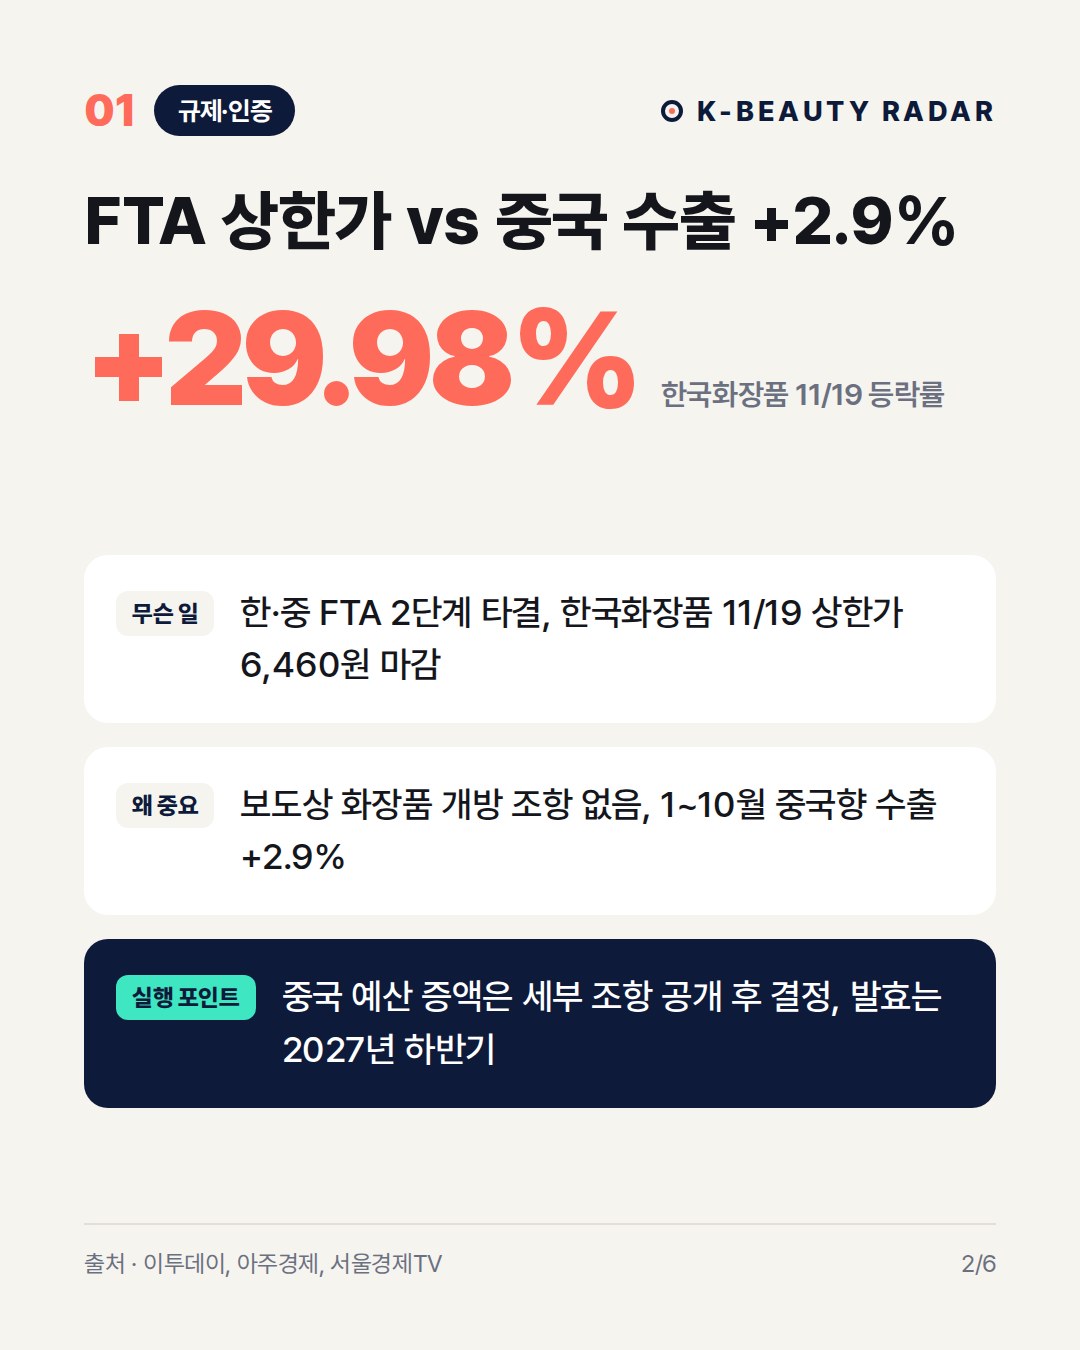 01 규제·인증 K-BEAUTY RADAR
FTA 상한가 vs 중국 수출 +2.9%
+29.98% 한국화장품 11/19 등락률
무슨 일 한·중 FTA 2단계 타결, 한국화장품 11/19 상한가
6,460원 마감
왜 중요 보도상 화장품 개방 조항 없음, 1~10월 중국향 수출
+2.9%
실행 포인트 중국 예산 증액은 세부 조항 공개 후 결정, 발효는
2027년 하반기
출처 · 이투데이, 아주경제, 서울경제TV 2/6